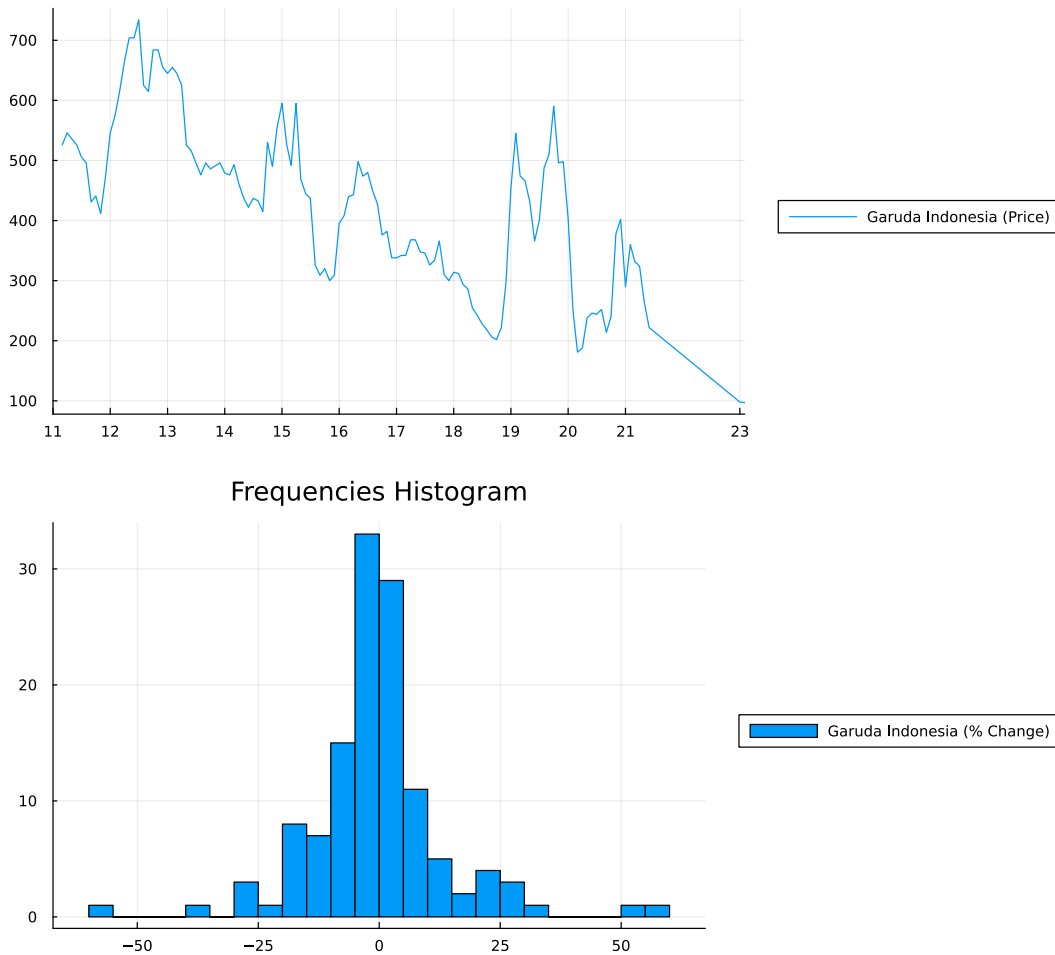 700
600
500
400
300
200
100
11 12 13 14 15 16 17 18 19 20 21 23
Garuda Indonesia (Price)
Frequencies Histogram
30
20
10
0
−50 −25 0 25 50
Garuda Indonesia (% Change)